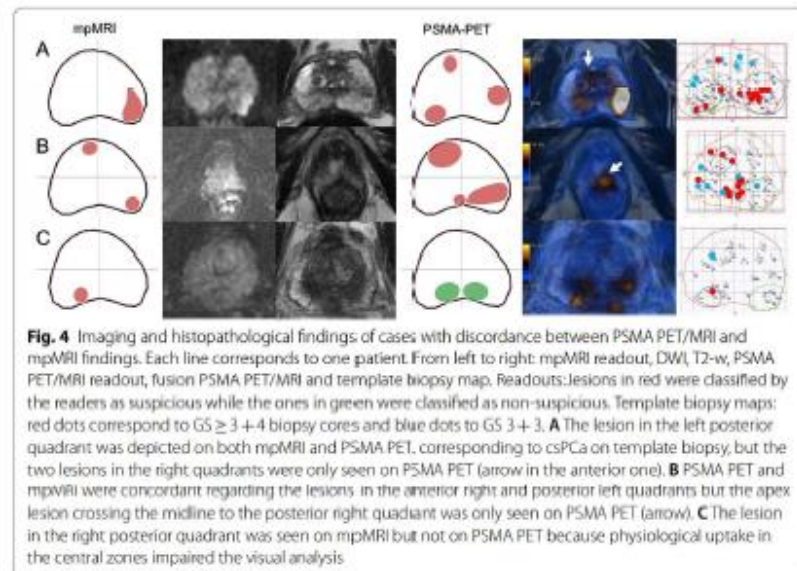 mpMRI PSMA-PET
A
B
C
Fig. 4 Imaging and histopathological findings of cases with discordance between PSMA PET/MRI and
mpMRI findings. Each line corresponds to one patient. From left to right: mpMRI readout, DWI, T2-w, PSMA
PET/MRI readout, fusion PSMA PET/MRI and template biopsy map. Readouts: lesions in red were classified by
the readers as suspicious while the ones in green were classified as non-suspicious. Template biopsy maps:
red dots correspond to GS ≥ 3 + 4 biopsy cores and blue dots to GS 3 + 3. A The lesion in the left posterior
quadrant was depicted on both mpMRI and PSMA PET, corresponding to csPCa on template biopsy, but the
two lesions in the right quadrants were only seen on PSMA PET (arrow in the anterior one). B PSMA PET and
mpMRI were concordant regarding the lesions in the anterior right and posterior left quadrants but the apex
lesion crossing the midline to the posterior right quadrant was only seen on PSMA PET (arrow). C The lesion
in the right posterior quadrant was seen on mpMRI but not on PSMA PET because physiological uptake in
the central zones impaired the visual analysis